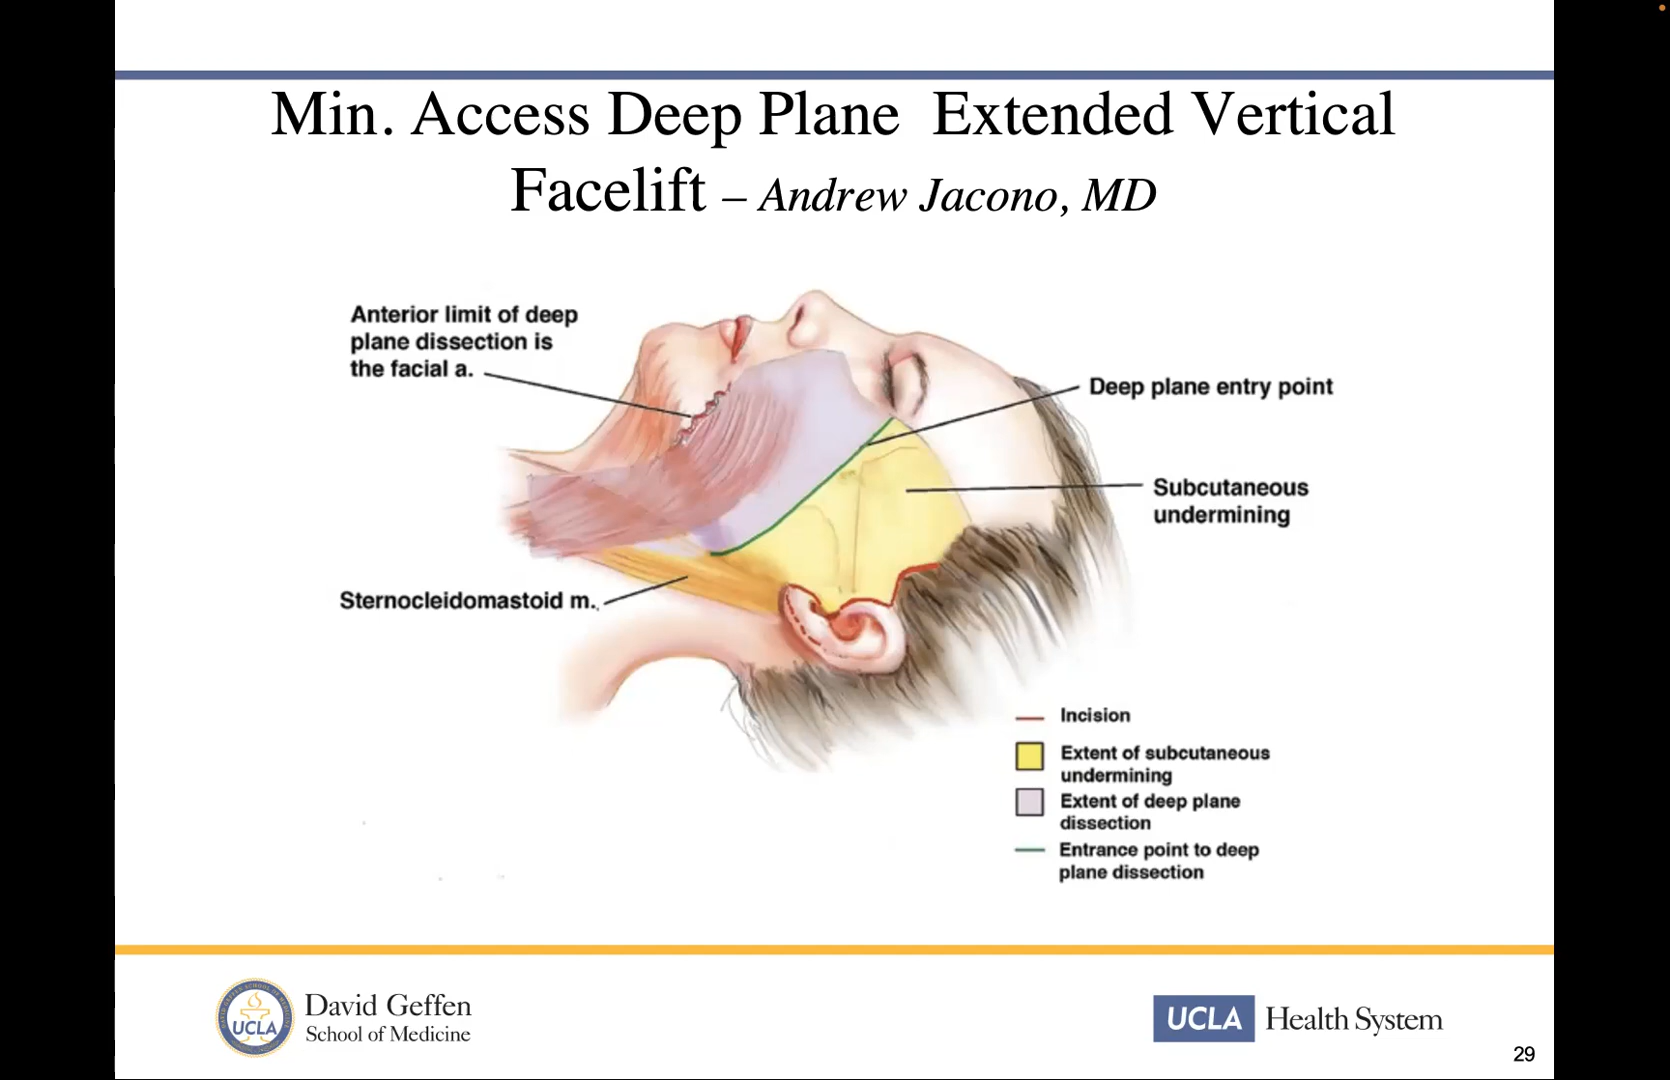 Min. Access Deep Plane  Extended Vertical
Facelift – Andrew Jacono, MD
Anterior limit of deep
plane dissection is
the facial a.
Deep plane entry point
Subcutaneous
undermining
Sternocleidomastoid m.
Incision
Extent of subcutaneous
undermining
Extent of deep plane
dissection
Entrance point to deep
plane dissection
UCLA
David Geffen
School of Medicine
UCLA Health System
29